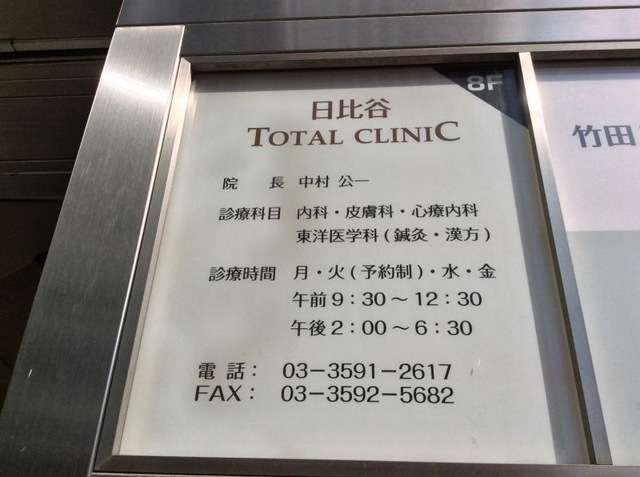 8F
日比谷
TOTAL CLINIC
院　長 中村 公一
診療科目 内科・皮膚科・心療内科
東洋医学科(鍼灸・漢方)
診療時間 月・火(予約制)・水・金
午前9:30～12:30
午後2:00～6:30
電話: 03-3591-2617
FAX: 03-3592-5682
竹田